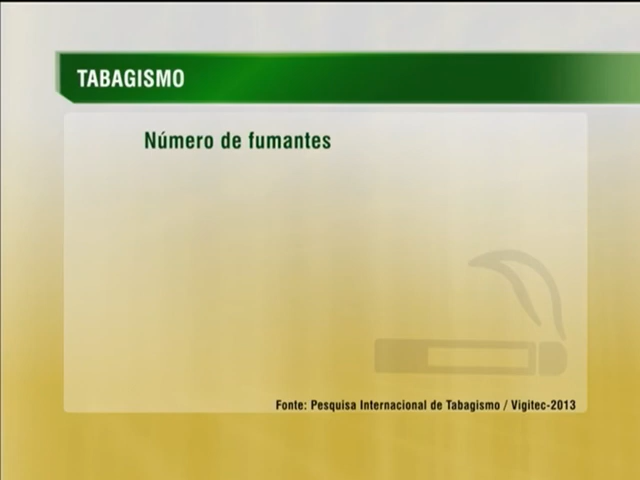 TABAGISMO
Número de fumantes
Fonte: Pesquisa Internacional de Tabagismo / Vigitec-2013